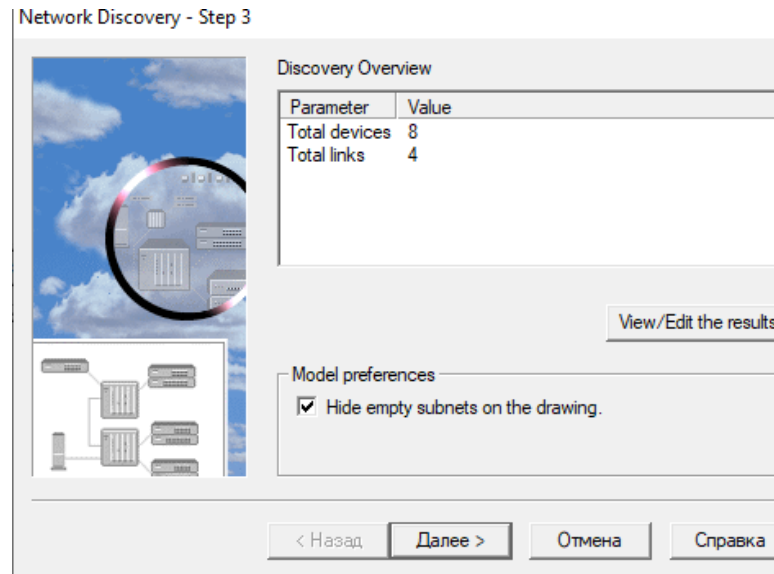 Network Discovery - Step 3
Discovery Overview
Parameter Value
Total devices 8
Total links 4
View/Edit the results
Model preferences
Hide empty subnets on the drawing.
< Назад Далее > Отмена Справка